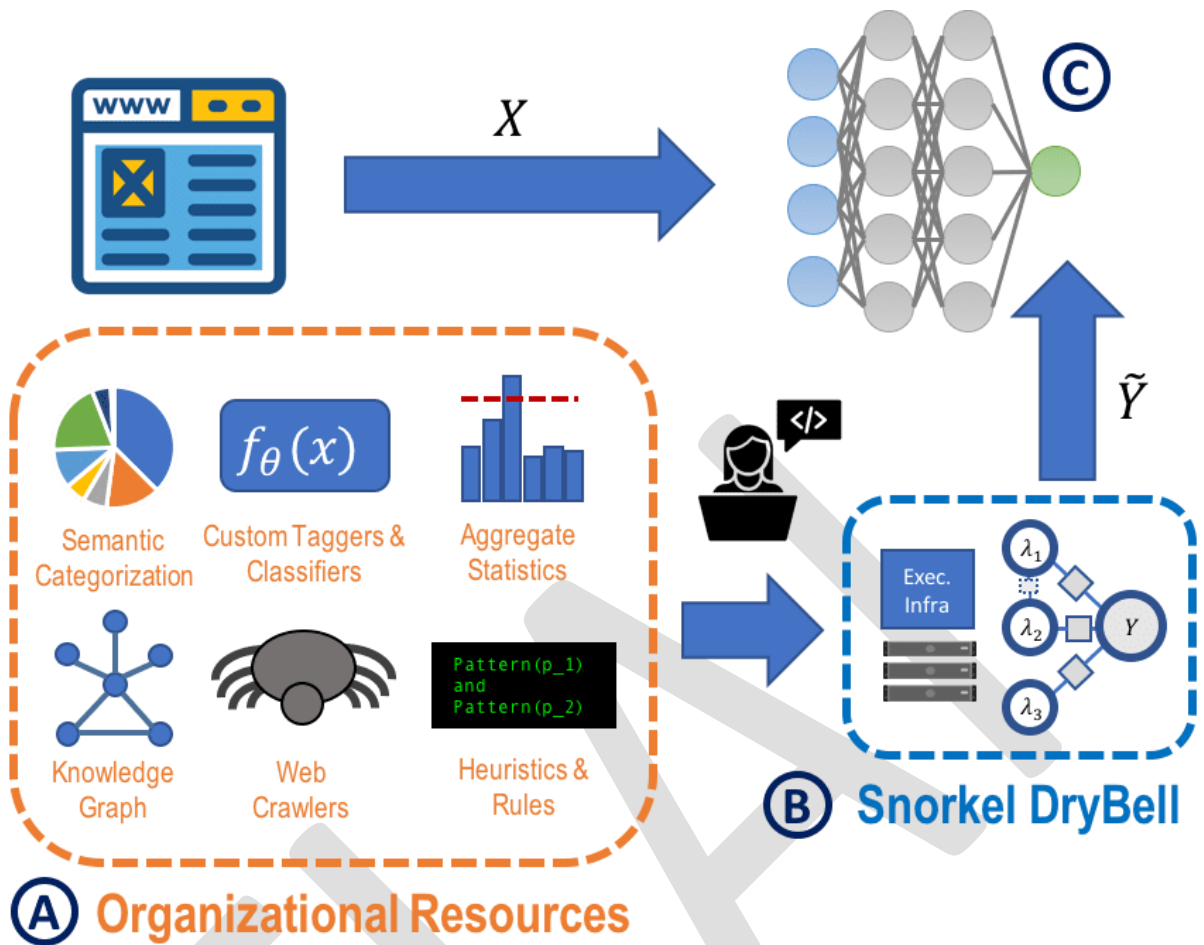 WWW
X
C
Ỹ
</>
f_θ(x)
Semantic
Categorization
Custom Taggers &
Classifiers
Aggregate
Statistics
Pattern(p_1)
and
Pattern(p_2)
Knowledge
Graph
Web
Crawlers
Heuristics &
Rules
A Organizational Resources
Exec.
Infra
λ₁
λ₂
λ₃
Y
B Snorkel DryBell